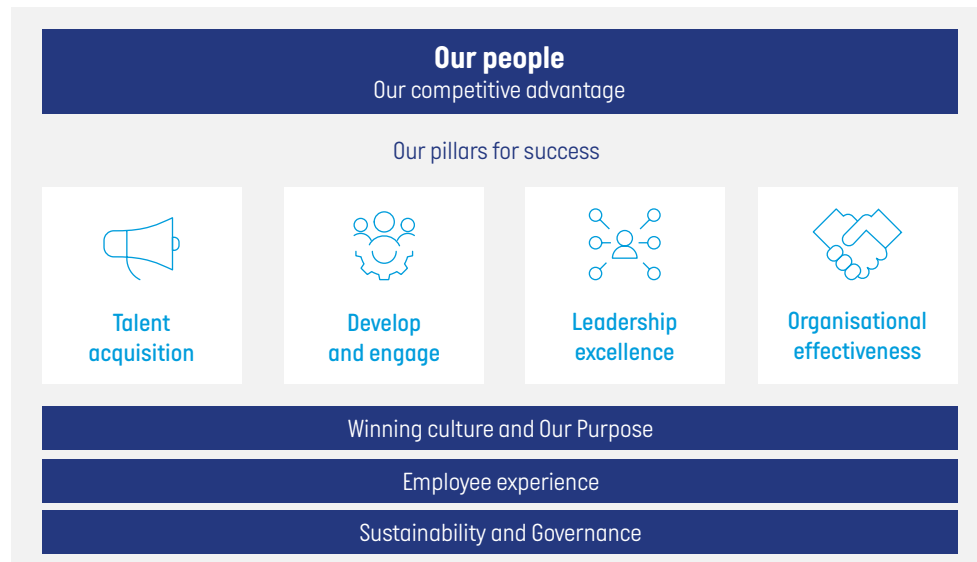 Our people
Our competitive advantage
Our pillars for success
Talent
acquisition
Develop
and engage
Leadership
excellence
Organisational
effectiveness
Winning culture and Our Purpose
Employee experience
Sustainability and Governance